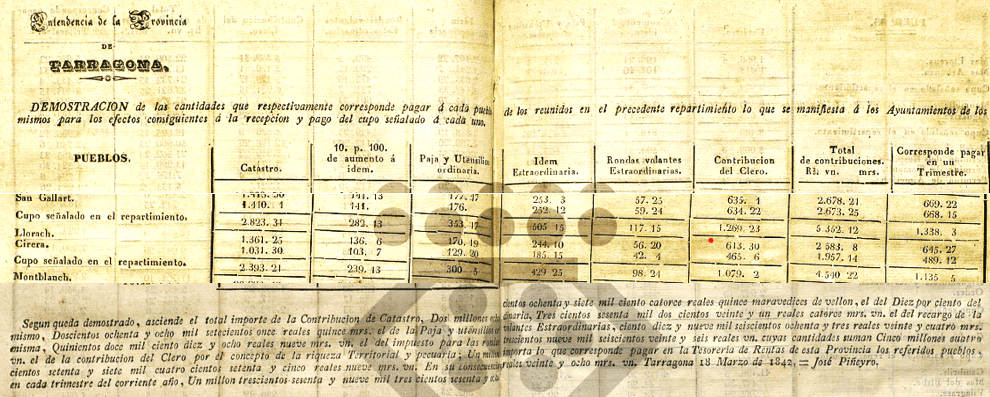 Intendencia de la Provincia
DE
TARRAGONA.
DEMOSTRACION de las cantidades que respectivamente corresponde pagar á cada pueblo de los reunidos en el precedente repartimiento lo que se manifiesta á los Ayuntamientos de los
mismos para los efectos consiguientes á la recepcion y pago del cupo señalado á cada uno.
PUEBLOS. Catastro. 10. p. 100. de aumento á idem. Paja y Utensilios ordinaria. Idem Estraordinaria. Rondas volantes Estraordinarias. Contribucion del Clero. Total de contribuciones. Rs. vn. mrs. Corresponde pagar en un Trimestre.
San Gallart. 177. 17 253. 3 57. 25 635. 1 2.678. 21 669. 22
1.410. 1 141. 176. 252. 12 59. 24 634. 22 2.673. 25 668. 15
Cupo señalado en el repartimiento. 2.823. 31 282. 13 353. 17 505 15 117. 15 1.269. 23 5.352. 12 1.338. 3
Llorach. 1.361. 25 136. 6 170. 19 244. 10 56. 20 613. 30 2 583. 8 645. 27
Cirera. 1.031. 30 103. 7 129. 20 185. 15 42. 4 465. 6 1.957. 14 489. 12
Cupo señalado en el repartimiento. 2.393. 21 239. 13 300 5 429 25 98. 24 1.079. 2 4.540 22 1.135 5
Montblanch.
Segun queda demostrado, asciende el total importe de la Contribucion de Catastro, Dos millones
mismo, Doscientos ochenta y ocho mil setecientos once reales quince mrs. el de la Paja y utensilios
misma, Quinientos doce mil ciento diez y ocho reales nueve mrs. vn. el del impuesto para las rondas
vn. el de la contribucion del Clero por el concepto de la riqueza Territorial y pecuaria; Un millon
cientos setenta y siete mil cuatro cientos setenta y cinco reales nueve mrs. vn. En su consecuencia
en cada trimestre del corriente año, Un millon trescientos setenta y nueve mil tres cientos sesenta y
cientos ochenta y siete mil ciento catorce reales quince maravedices de vellon, el del Diez por ciento del
Tres cientos sesenta mil dos cientos veinte y un reales catorce mrs. vn. el del recargo de la
volantes Estraordinarias, ciento diez y nueve mil seiscientos ochenta y tres reales veinte y cuatro mrs.
trescientos nueve mil seiscientos veinte y seis reales vn. cuyas cantidades suman Cinco millones cuatro
importa lo que corresponde pagar en la Tesoreria de Rentas de esta Provincia los referidos pueblos,
reales veinte y ocho mrs. vn. Tarragona 18 Marzo de 1842. = José Piñeyro.